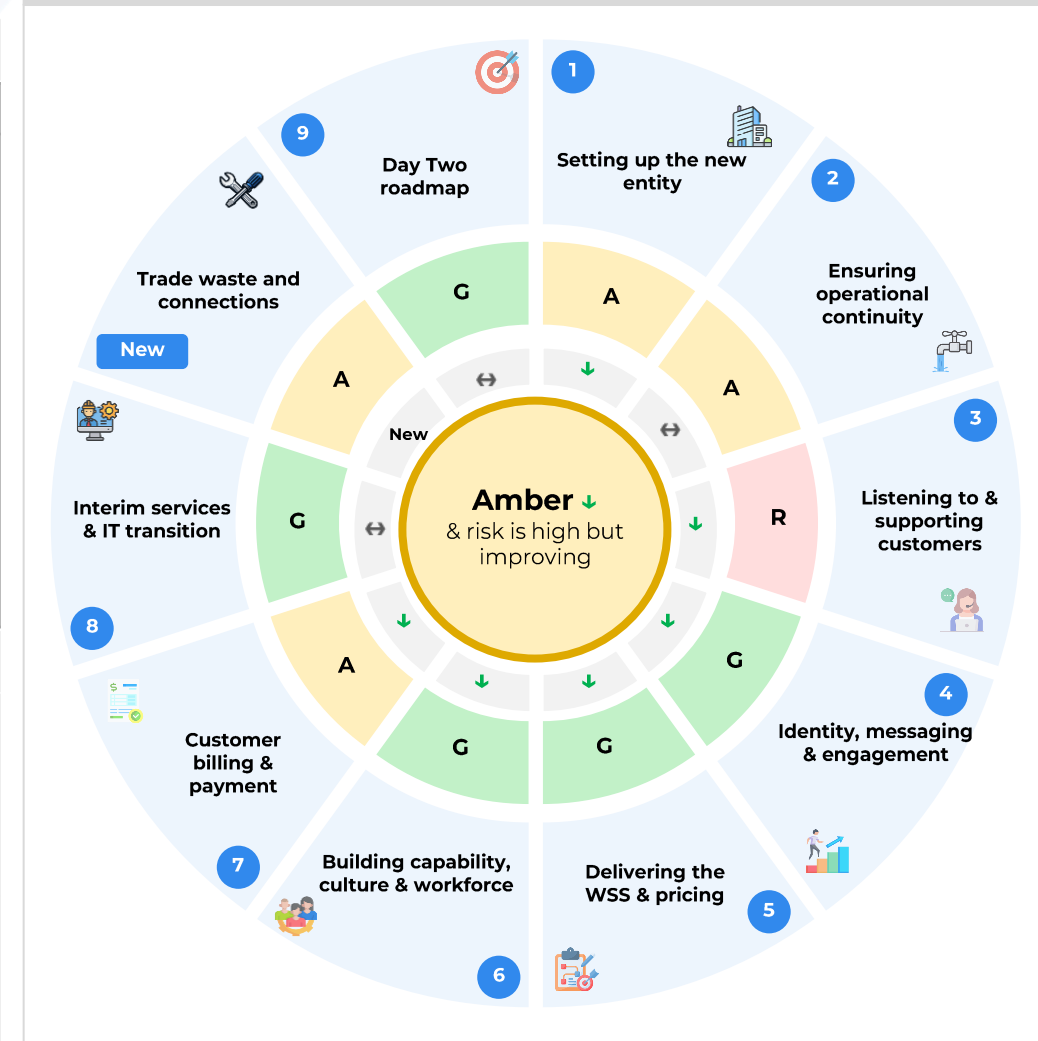 1
Setting up the new
entity
A
2
Ensuring
operational
continuity
A
3
Listening to &
supporting
customers
R
4
Identity, messaging
& engagement
G
5
Delivering the
WSS & pricing
G
6
Building capability,
culture & workforce
G
7
Customer
billing &
payment
A
8
Interim services
& IT transition
G
Trade waste and
connections
New
A
New
9
Day Two
roadmap
G
Amber ↓
& risk is high but
improving